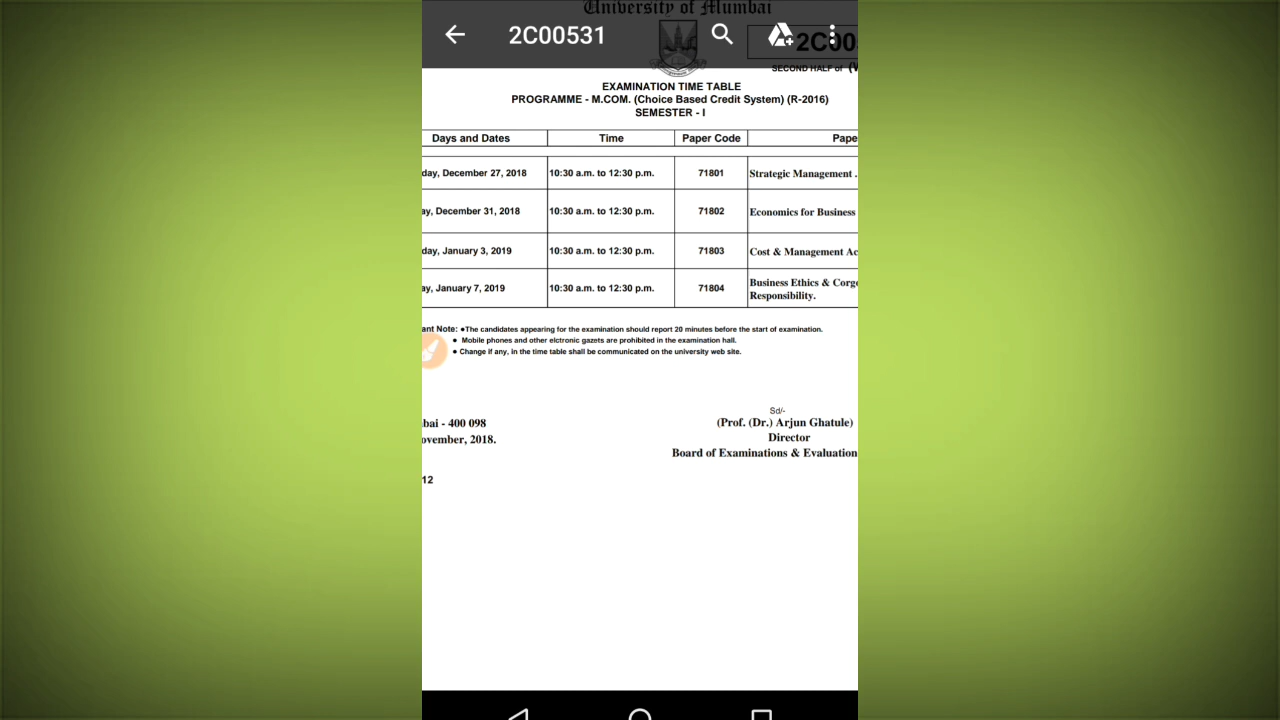 University of Mumbai
2C00531
2C00
SECOND HALF of (
EXAMINATION TIME TABLE
PROGRAMME - M.COM. (Choice Based Credit System) (R-2016)
SEMESTER - I
Days and Dates Time Paper Code Pape
day, December 27, 2018 10:30 a.m. to 12:30 p.m. 71801 Strategic Management .
ay, December 31, 2018 10:30 a.m. to 12:30 p.m. 71802 Economics for Business
day, January 3, 2019 10:30 a.m. to 12:30 p.m. 71803 Cost & Management Ac
ay, January 7, 2019 10:30 a.m. to 12:30 p.m. 71804 Business Ethics & Corp
Responsibility.
ant Note: ●The candidates appearing for the examination should report 20 minutes before the start of examination.
● Mobile phones and other elctronic gazets are prohibited in the examination hall.
● Change if any, in the time table shall be communicated on the university web site.
Sd/-
bai - 400 098 (Prof. (Dr.) Arjun Ghatule)
ovember, 2018. Director
Board of Examinations & Evaluation
12